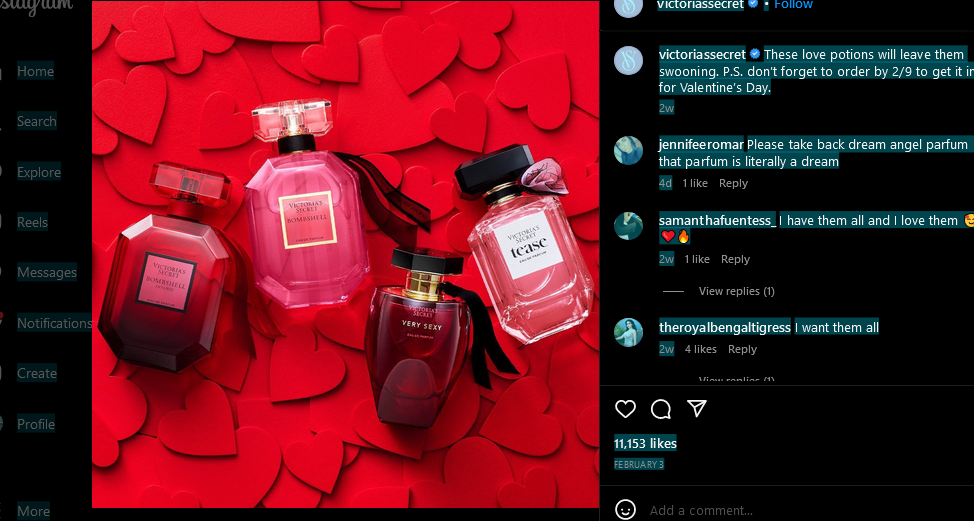 Instagram
Home
Search
Explore
Reels
Messages
Notifications
Create
Profile
More
VICTORIA'S SECRET
BOMBSHELL
VICTORIA'S SECRET
BOMBSHELL
EAU DE PARFUM
VICTORIA'S SECRET
tease
EAU DE PARFUM
VICTORIA'S SECRET
VERY SEXY
EAU DE PARFUM
victoriassecret • Follow
victoriassecret These love potions will leave them
swooning. P.S. don't forget to order by 2/9 to get it in
for Valentine's Day.
2w
jenniferromar Please take back dream angel parfum
that parfum is literally a dream
4d 1 like Reply
samanthafuentess_ I have them all and I love them 😍
❤️🔥
2w 1 like Reply
View replies (1)
theroyalbengaltigress I want them all
2w 4 likes Reply
View replies (1)
11,153 likes
FEBRUARY 3
Add a comment...